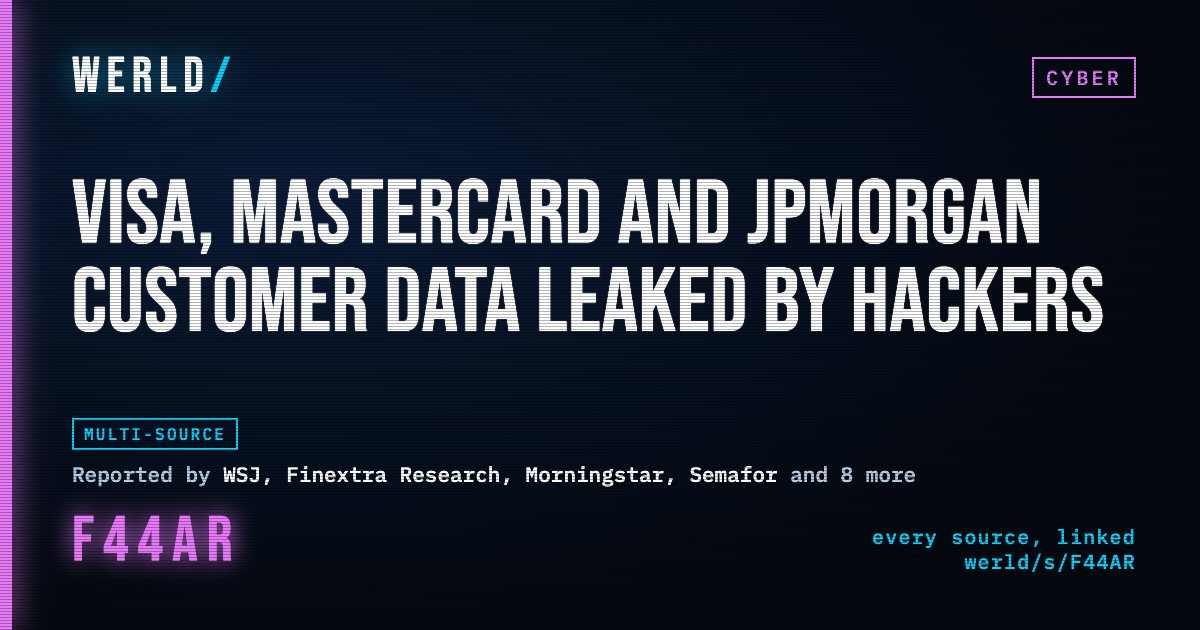 WERLD/
CYBER
VISA, MASTERCARD AND JPMORGAN
CUSTOMER DATA LEAKED BY HACKERS
MULTI-SOURCE
Reported by WSJ, Finextra Research, Morningstar, Semafor and 8 more
F44AR
every source, linked
werld/s/F44AR